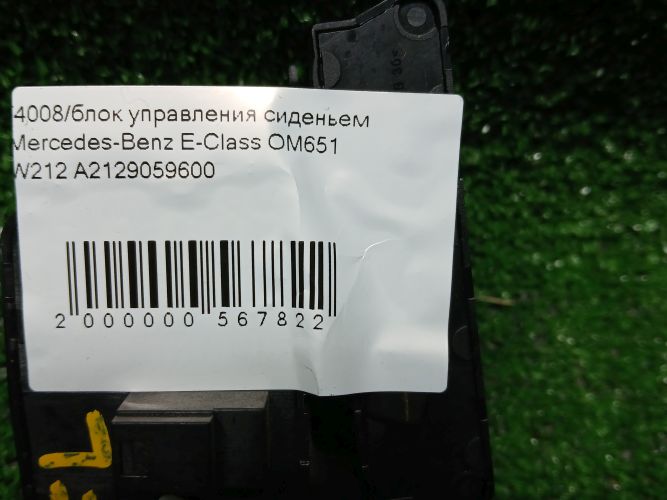 4008/блок управления сиденьем
Mercedes-Benz E-Class OM651
W212 A2129059600
2 000000 567822
L